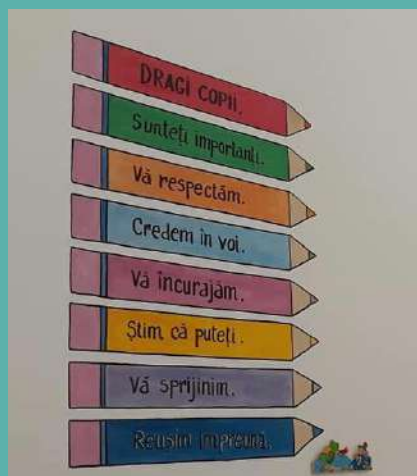 DRAGI COPII.
Sunteți importanți.
Vă respectăm.
Credem în voi.
Vă încurajăm.
Știm că puteți.
Vă sprijinim.
Reușim împreună.